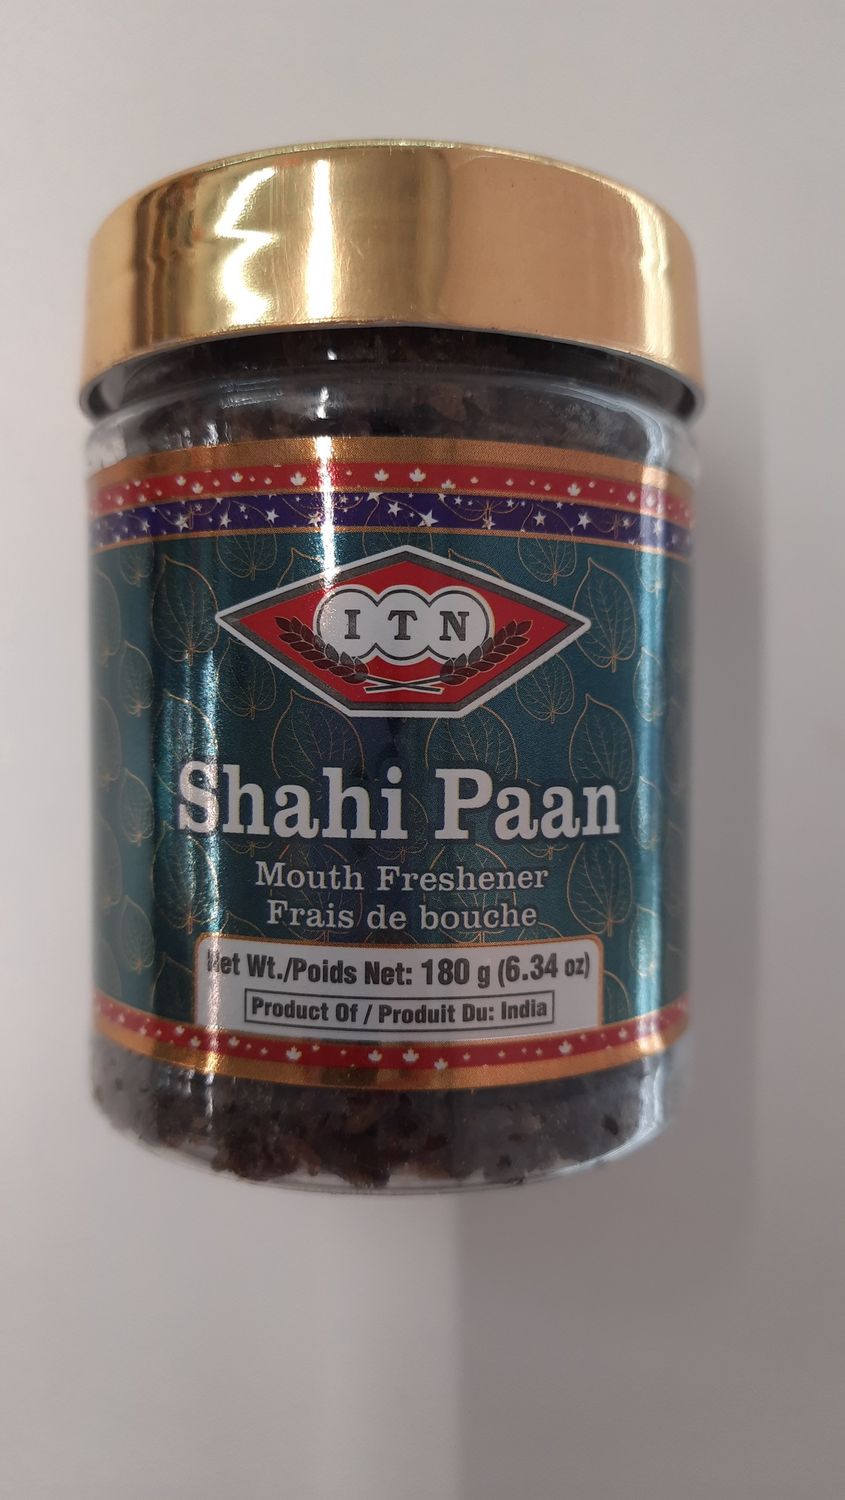 ITN
Shahi Paan
Mouth Freshener
Frais de bouche
Net Wt./Poids Net: 180 g (6.34 oz)
Product Of / Produit Du: India